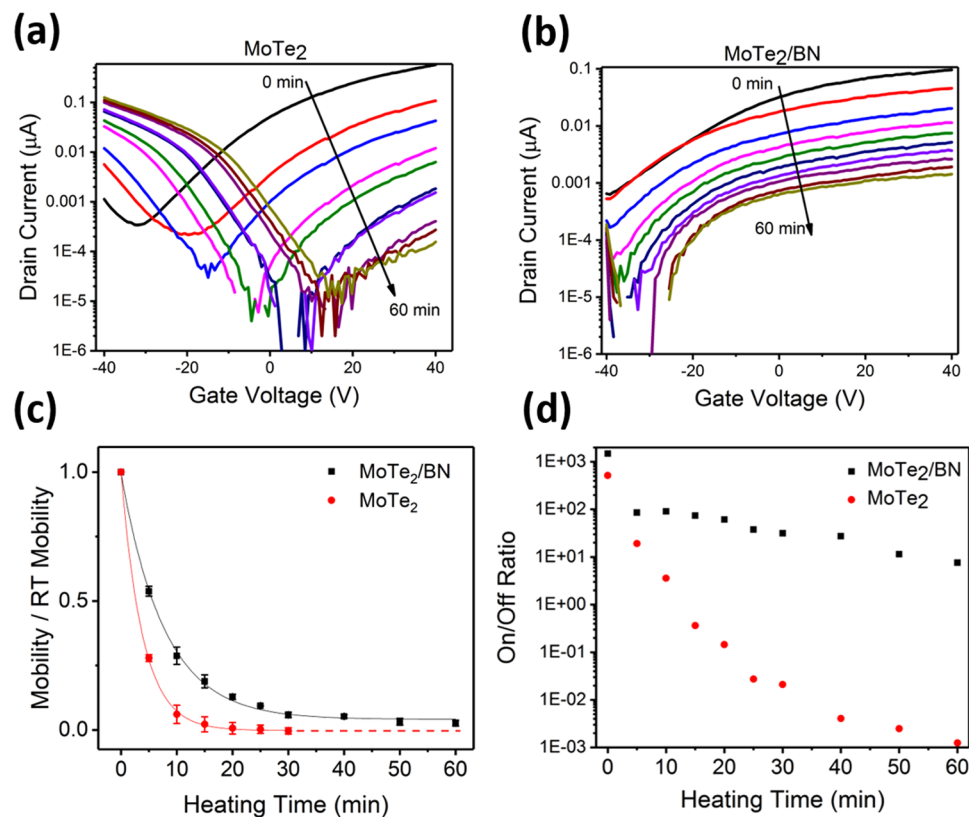 (a)
MoTe₂
0 min
60 min
Drain Current (µA)
0.1
0.01
0.001
1E-4
1E-5
1E-6
-40 -20 0 20 40
Gate Voltage (V)
(b)
MoTe₂/BN
0 min
60 min
Drain Current (µA)
0.1
0.01
0.001
1E-4
1E-5
1E-6
-40 -20 0 20 40
Gate Voltage (V)
(c)
MoTe₂/BN
MoTe₂
Mobility / RT Mobility
1.0
0.5
0.0
0 10 20 30 40 50 60
Heating Time (min)
(d)
MoTe₂/BN
MoTe₂
On/Off Ratio
1E+03
1E+02
1E+01
1E+00
1E-01
1E-02
1E-03
0 10 20 30 40 50 60
Heating Time (min)